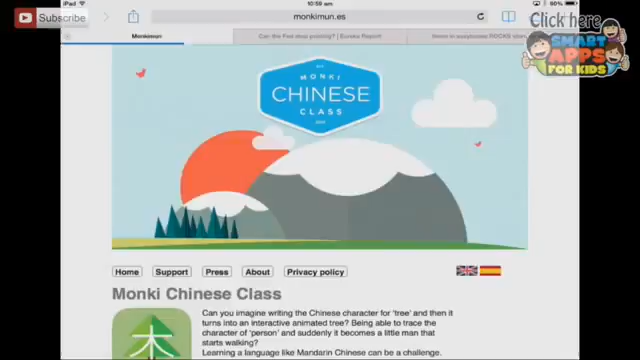 Subscribe
iPad
10:59 am
60%
monkimun.es
Click here
SMART
APPS
FOR KIDS
Monkimun
Can the Fed stop printing? | Eureka Report
MONKI
CHINESE
CLASS
Home
Support
Press
About
Privacy policy
Monki Chinese Class
Can you imagine writing the Chinese character for 'tree' and then it
turns into an interactive animated tree? Being able to trace the
character of 'person' and suddenly it becomes a little man that
starts walking?
Learning a language like Mandarin Chinese can be a challenge.
木